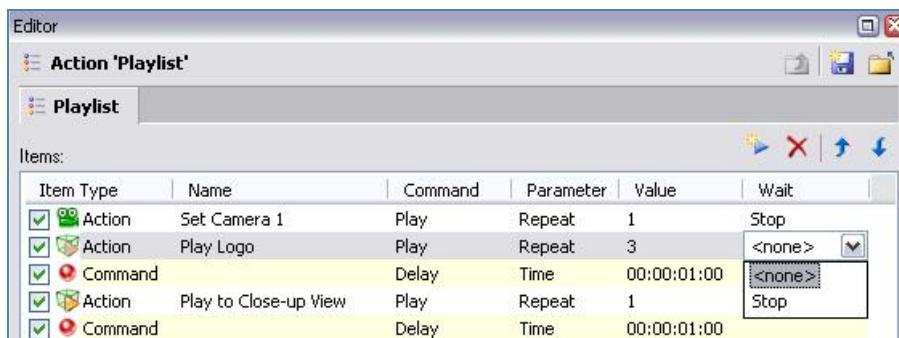 Editor
Action 'Playlist'
Playlist
Items:
Item Type Name Command Parameter Value Wait
Action Set Camera 1 Play Repeat 1 Stop
Action Play Logo Play Repeat 3 <none>
Command Delay Time 00:00:01:00 <none>
Action Play to Close-up View Play Repeat 1 Stop
Command Delay Time 00:00:01:00